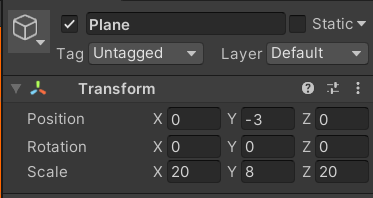 Plane Static
Tag Untagged Layer Default
Transform
Position X 0 Y -3 Z 0
Rotation X 0 Y 0 Z 0
Scale X 20 Y 8 Z 20